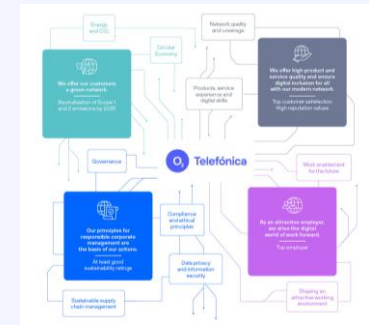 Energy
and CO₂
Network quality
and coverage
Circular
Economy
We offer our customers
a green network.
Neutralisation of Scope 1
and 2 emissions by 2025
We offer high product and
service quality and ensure
digital inclusion for all
with our modern network.
Top customer satisfaction
High reputation values
Products, service
experience and
digital skills
Governance
O₂ Telefónica
Work enablement
for the future
Our principles for
responsible corporate
management are
the basis of our actions.
At least good
sustainability ratings
Compliance
and ethical
principles
As an attractive employer,
we drive the digital
world of work forward.
Top employer
Data privacy
and information
security
Sustainable supply
chain management
Shaping an
attractive working
environment